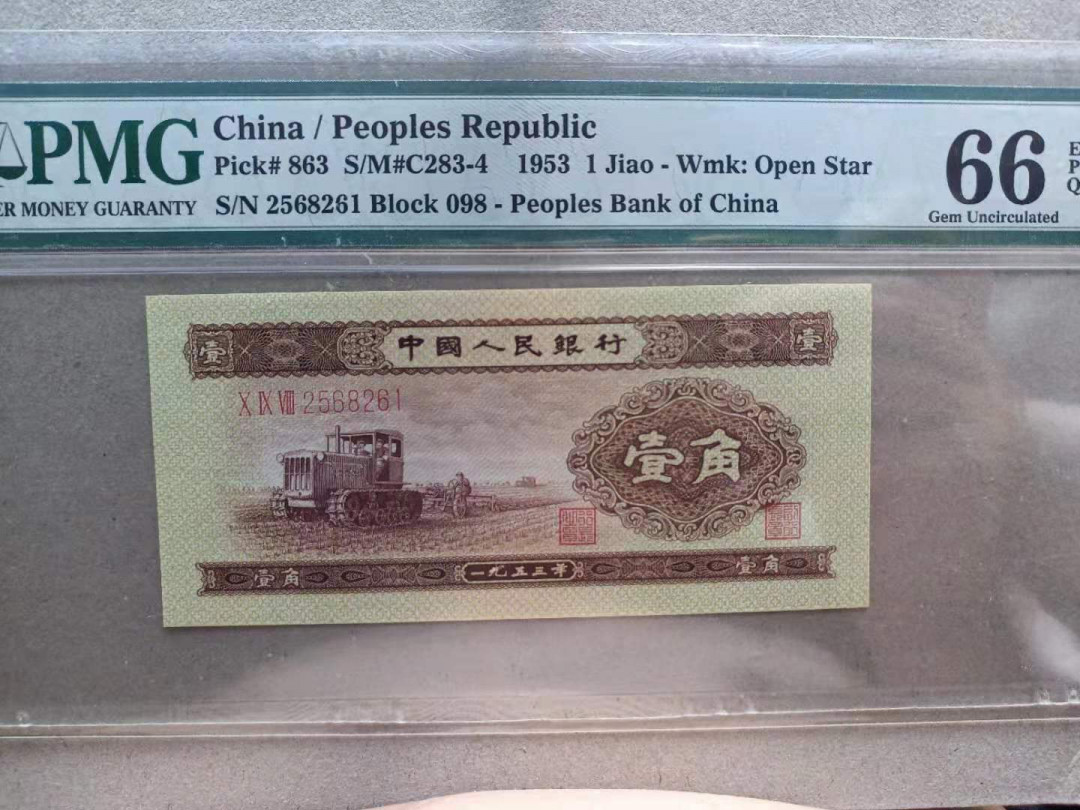 PMG
ER MONEY GUARANTY
China / Peoples Republic
Pick# 863 S/M#C283-4 1953 1 Jiao - Wmk: Open Star
S/N 2568261 Block 098 - Peoples Bank of China
66
Gem Uncirculated
E
P
Q
壹 中國人民銀行 壹
X IX VIII 2568261
壹角
壹角 一九五三年 壹角